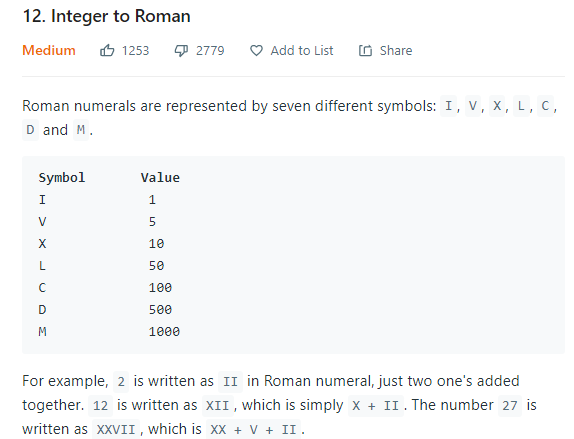 12. Integer to Roman
Medium 1253 2779 Add to List Share
Roman numerals are represented by seven different symbols: I, V, X, L, C,
D and M.
Symbol Value
I 1
V 5
X 10
L 50
C 100
D 500
M 1000
For example, 2 is written as II in Roman numeral, just two one's added
together. 12 is written as XII, which is simply X + II. The number 27 is
written as XXVII, which is XX + V + II.